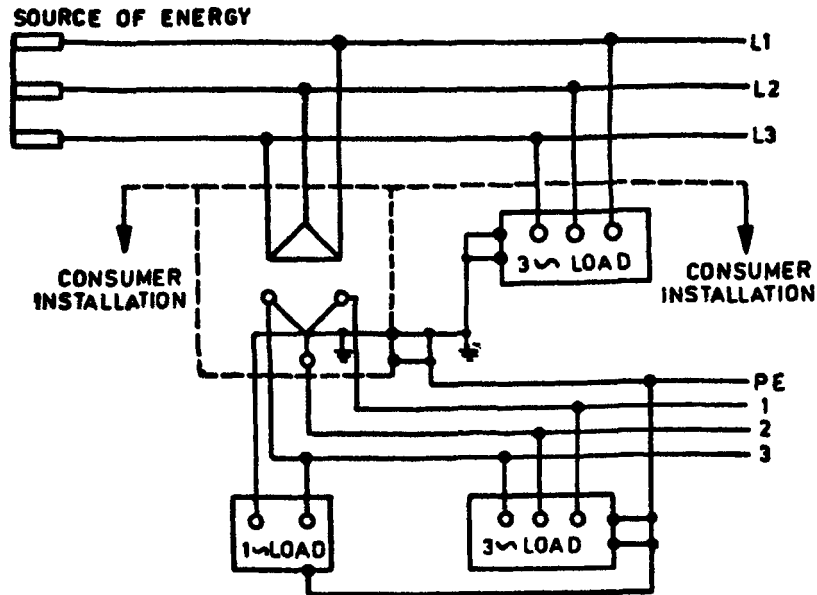 SOURCE OF ENERGY
L1
L2
L3
CONSUMER
INSTALLATION
3~ LOAD
CONSUMER
INSTALLATION
PE
1
2
3
1~LOAD
3~ LOAD